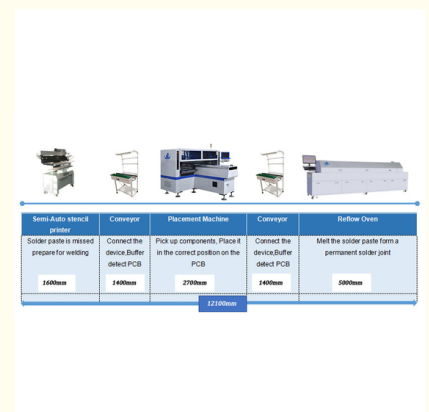 Semi-Auto stencil Conveyor Placement Machine Conveyor Reflow Oven
printer
Solder paste is missed Connect the Pick up components, Place it Connect the Melt the solder paste form a
prepare for welding device,Buffer in the correct position on the device,Buffer permanent solder joint
detect PCB PCB detect PCB
1600mm 1400mm 2700mm 1400mm 5000mm
12100mm